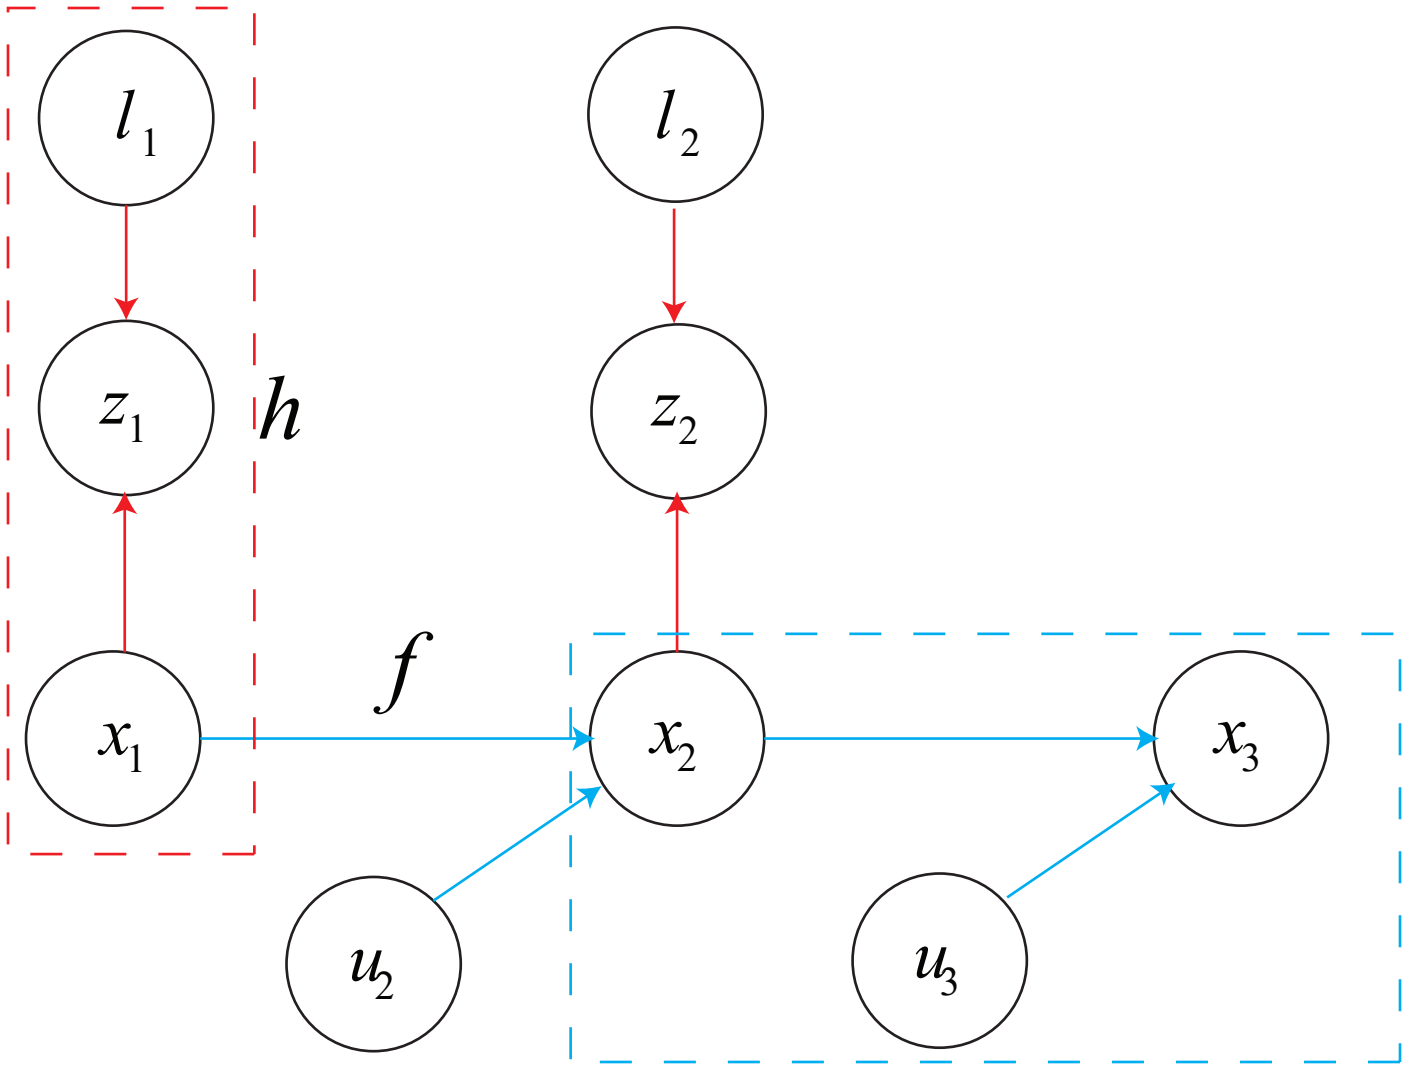 l₁ l₂
z₁ h z₂
f
x₁ x₂ x₃
u₂ u₃